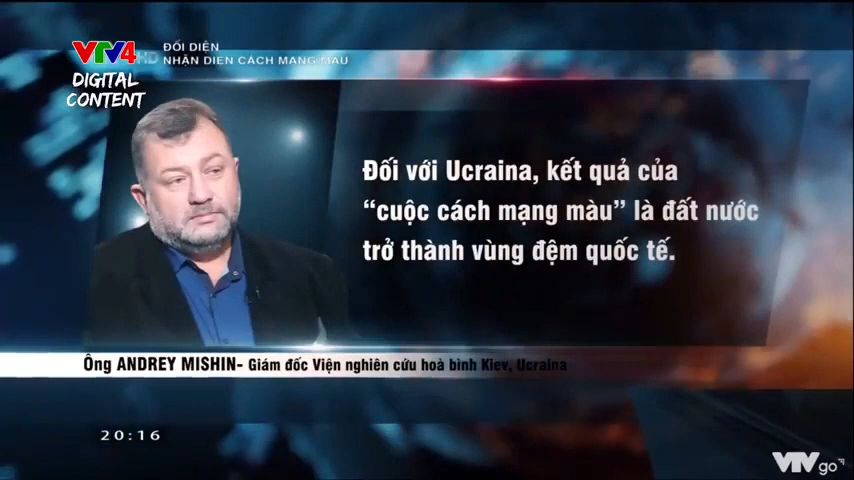 VTV4
HD
ĐỐI DIỆN
NHẬN DIỆN CÁCH MẠNG MÀU
DIGITAL
CONTENT
Đối với Ucraina, kết quả của
“cuộc cách mạng màu” là đất nước
trở thành vùng đệm quốc tế.
Ông ANDREY MISHIN- Giám đốc Viện nghiên cứu hoà bình Kiev, Ucraina
20:16
VTVgo